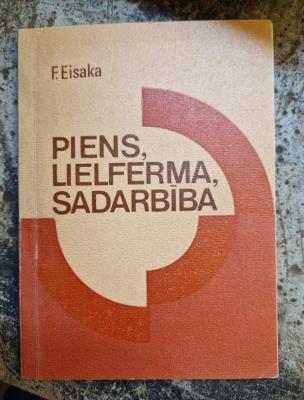 F. Eisaka
PIENS,
LIELFERMA,
SADARBĪBA